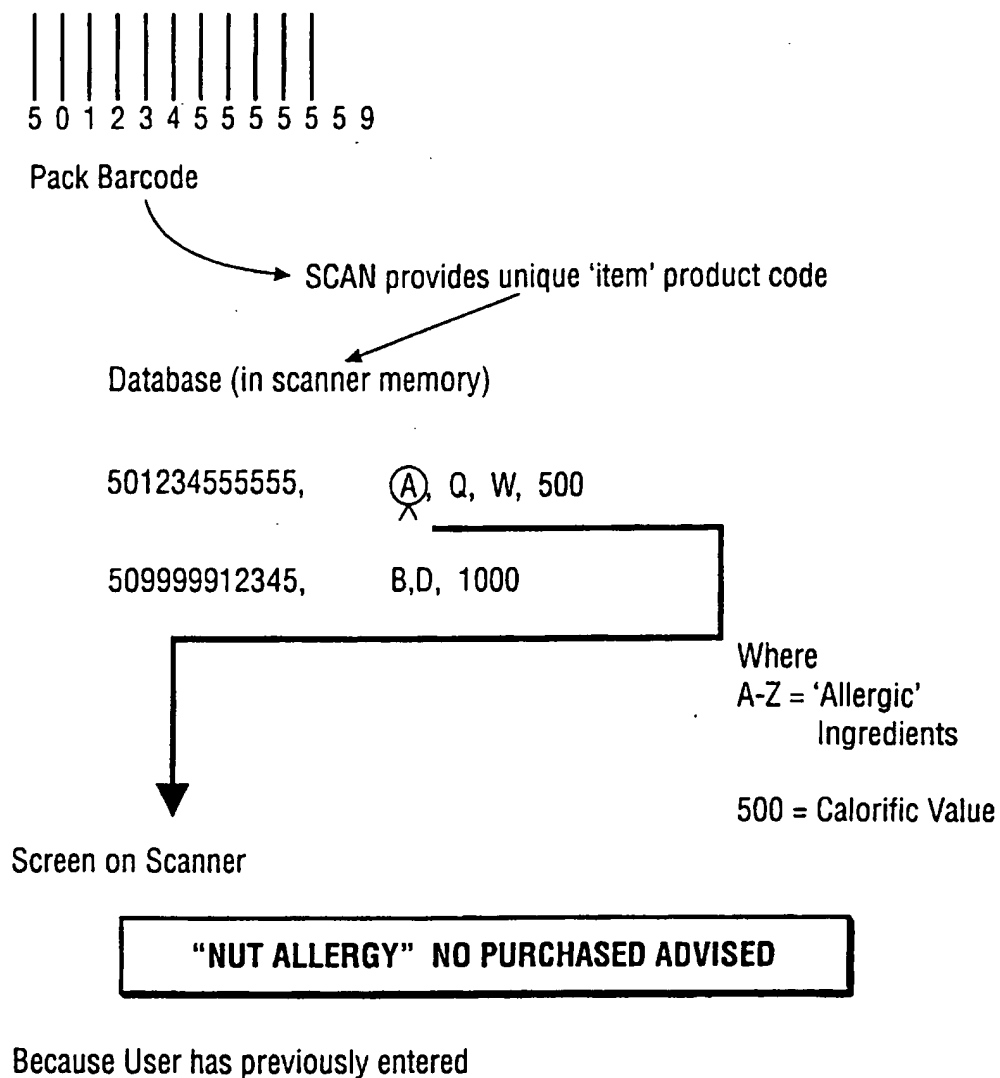 5 0 1 2 3 4 5 5 5 5 5 5 9
Pack Barcode
SCAN provides unique ‘item’ product code
Database (in scanner memory)
501234555555, A, Q, W, 500
509999912345, B,D, 1000
Where
A-Z = ‘Allergic’
Ingredients
500 = Calorific Value
Screen on Scanner
“NUT ALLERGY” NO PURCHASED ADVISED
Because User has previously entered